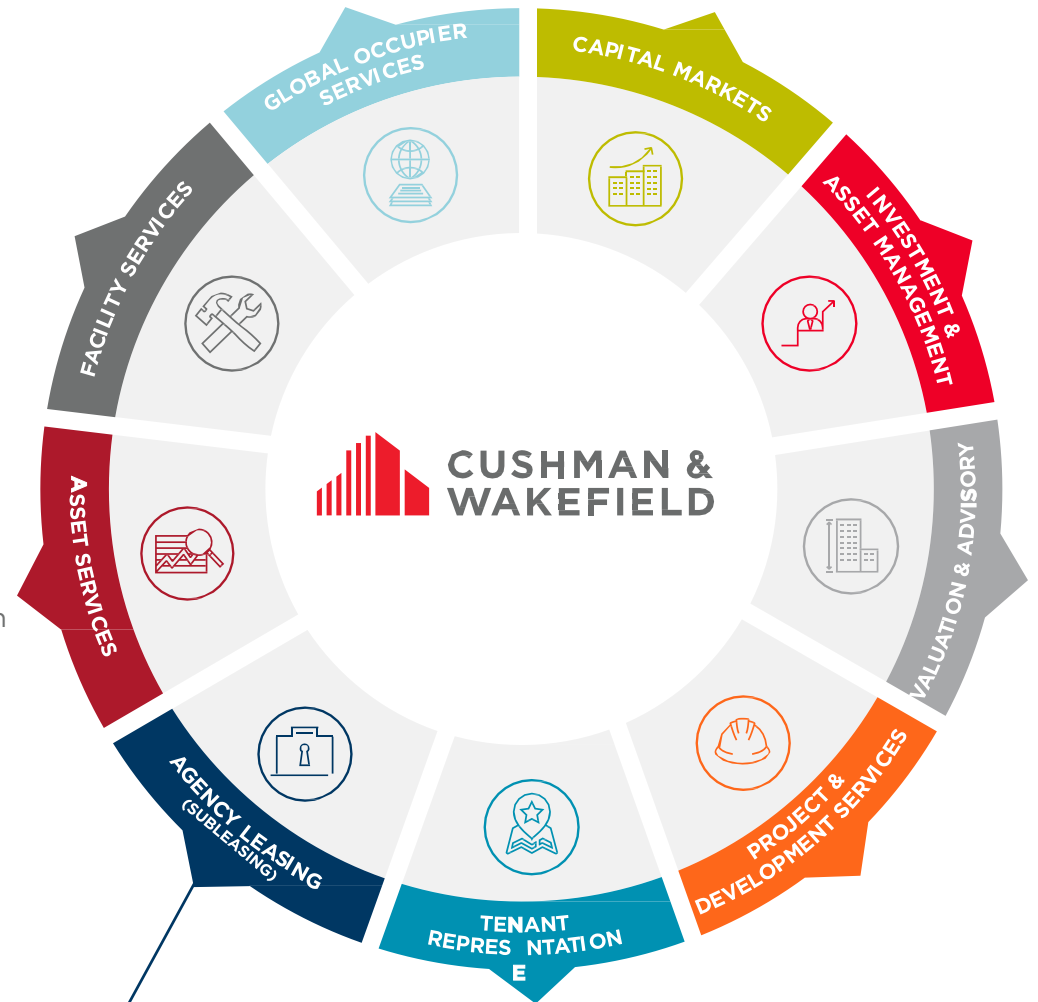 GLOBAL OCCUPIER
SERVICES
CAPITAL MARKETS
INVESTMENT &
ASSET MANAGEMENT
VALUATION & ADVISORY
PROJECT &
DEVELOPMENT SERVICES
TENANT
REPRES NTATION
E
AGENCY LEASING
(SUBLEASING)
ASSET SERVICES
FACILITY SERVICES
CUSHMAN &
WAKEFIELD
n